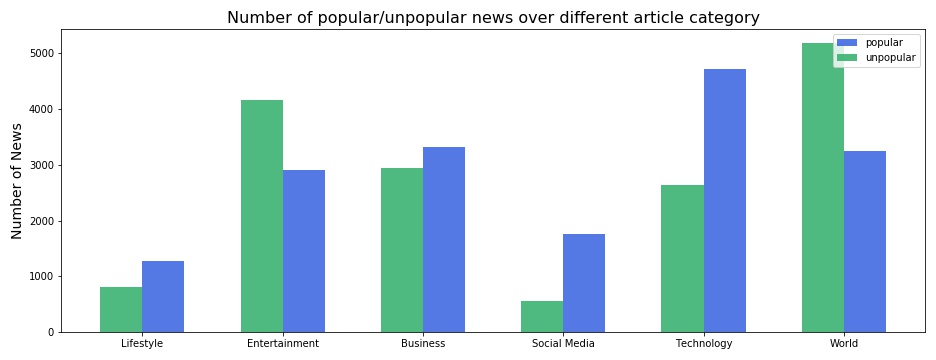 Number of popular/unpopular news over different article category
popular
unpopular
Number of News
5000
4000
3000
2000
1000
0
Lifestyle
Entertainment
Business
Social Media
Technology
World